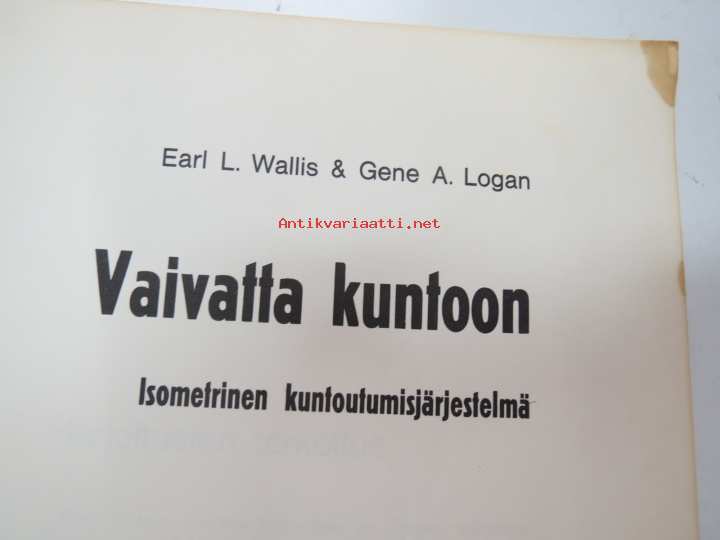 Earl L. Wallis & Gene A. Logan
Antikvariaatti.net
Vaivatta kuntoon
Isometrinen kuntoutumisjärjestelmä